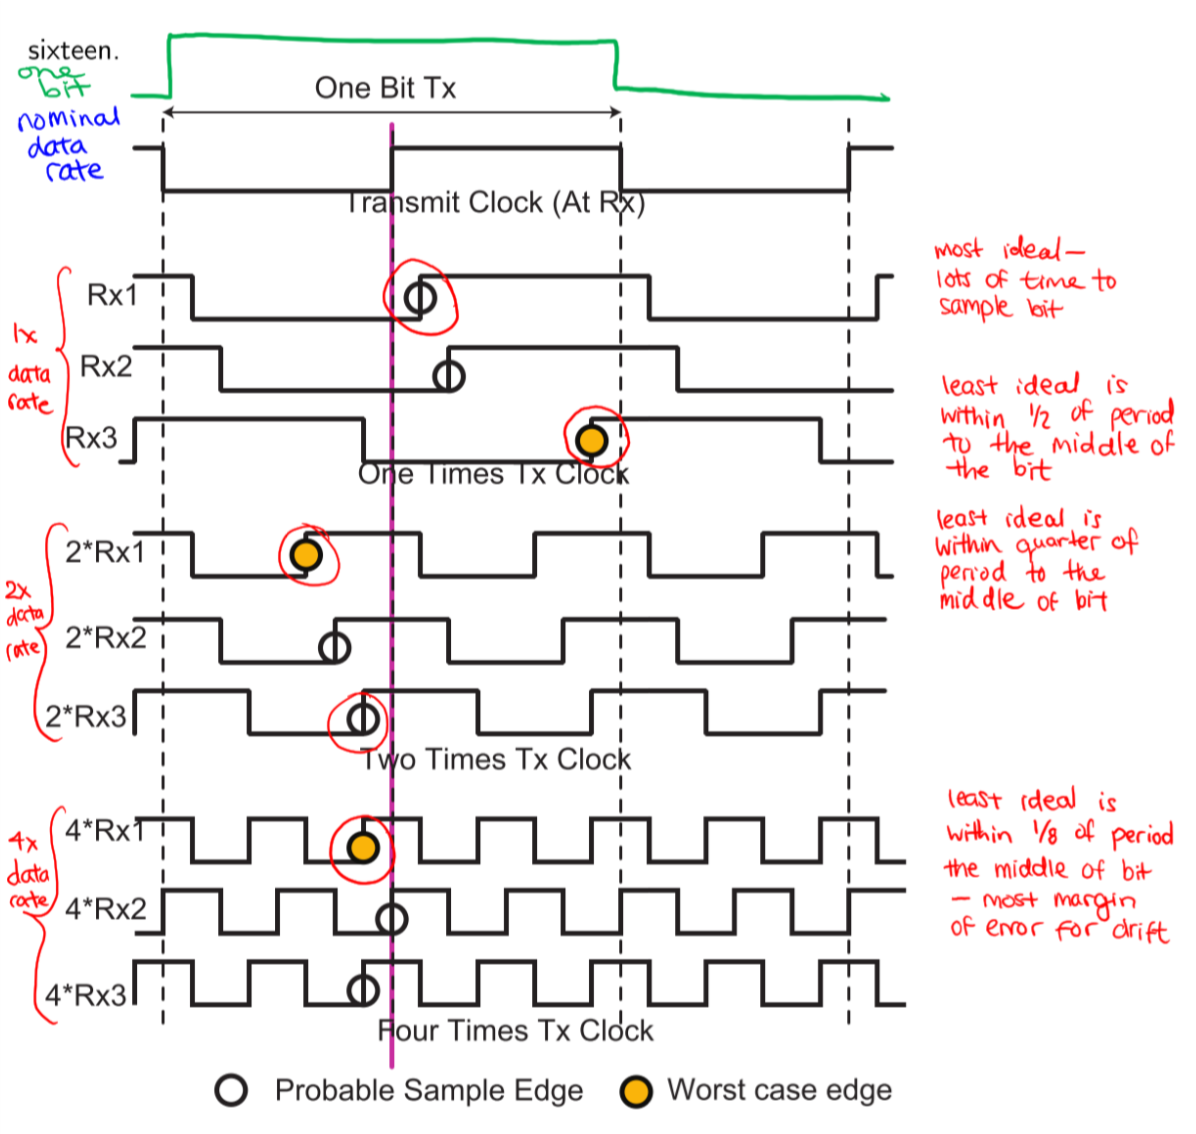 sixteen.
one
bit
One Bit Tx
nominal
data
rate
Transmit Clock (At Rx)
most ideal—
lots of time to
sample bit
1x
data
rate
Rx1
Rx2
Rx3
least ideal is
within 1/2 of period
to the middle of
the bit
One Times Tx Clock
least ideal is
within quarter of
period to the
middle of bit
2x
data
rate
2*Rx1
2*Rx2
2*Rx3
Two Times Tx Clock
least ideal is
within 1/8 of period
the middle of bit
— most margin
of error for drift
4x
data
rate
4*Rx1
4*Rx2
4*Rx3
Four Times Tx Clock
Probable Sample Edge
Worst case edge